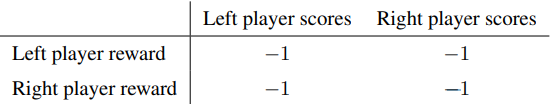 Left player scores Right player scores
Left player reward −1 −1
Right player reward −1 −1